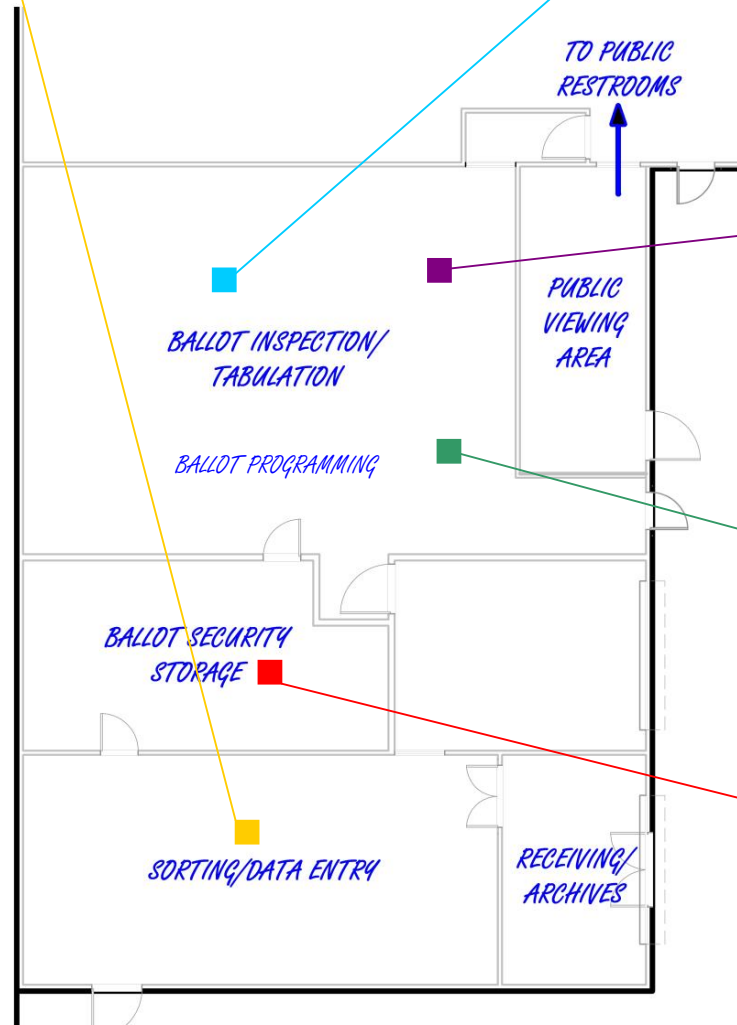 TO PUBLIC
RESTROOMS
PUBLIC
VIEWING
AREA
BALLOT INSPECTION/
TABULATION
BALLOT PROGRAMMING
BALLOT SECURITY
STORAGE
SORTING/DATA ENTRY
RECEIVING/
ARCHIVES